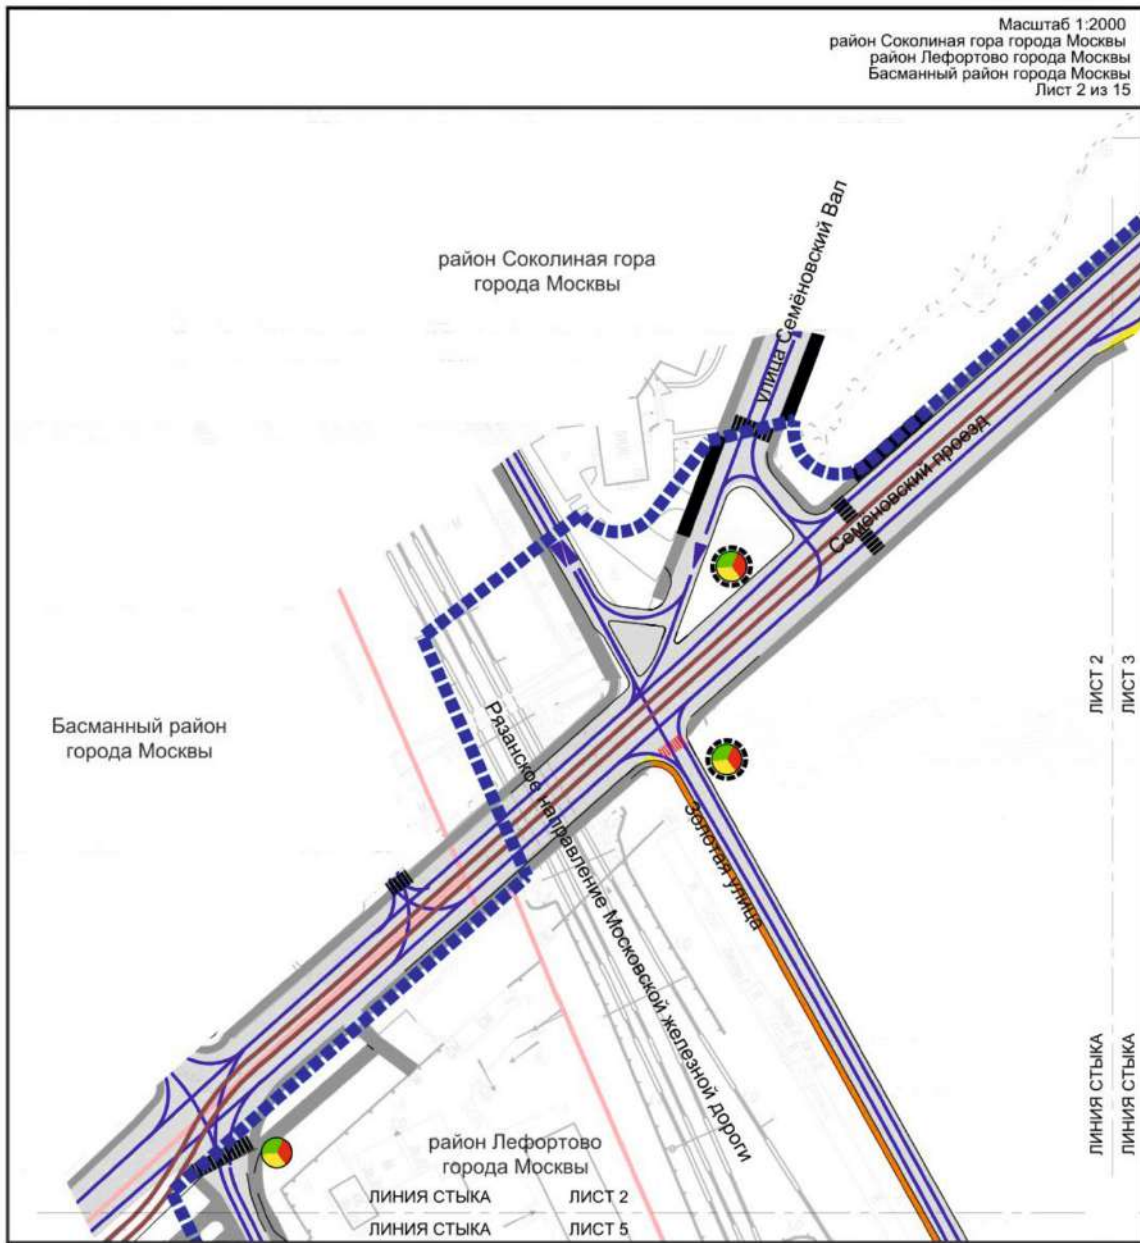 Масштаб 1:2000
район Соколиная гора города Москвы
район Лефортово города Москвы
Басманный район города Москвы
Лист 2 из 15
район Соколиная гора
города Москвы
улица Семёновский Вал
Семёновский проезд
Басманный район
города Москвы
Рязанское направление Московской железной дороги
Золотая улица
ЛИСТ 2
ЛИСТ 3
ЛИНИЯ СТЫКА
ЛИНИЯ СТЫКА
район Лефортово
города Москвы
ЛИНИЯ СТЫКА ЛИСТ 2
ЛИНИЯ СТЫКА ЛИСТ 5